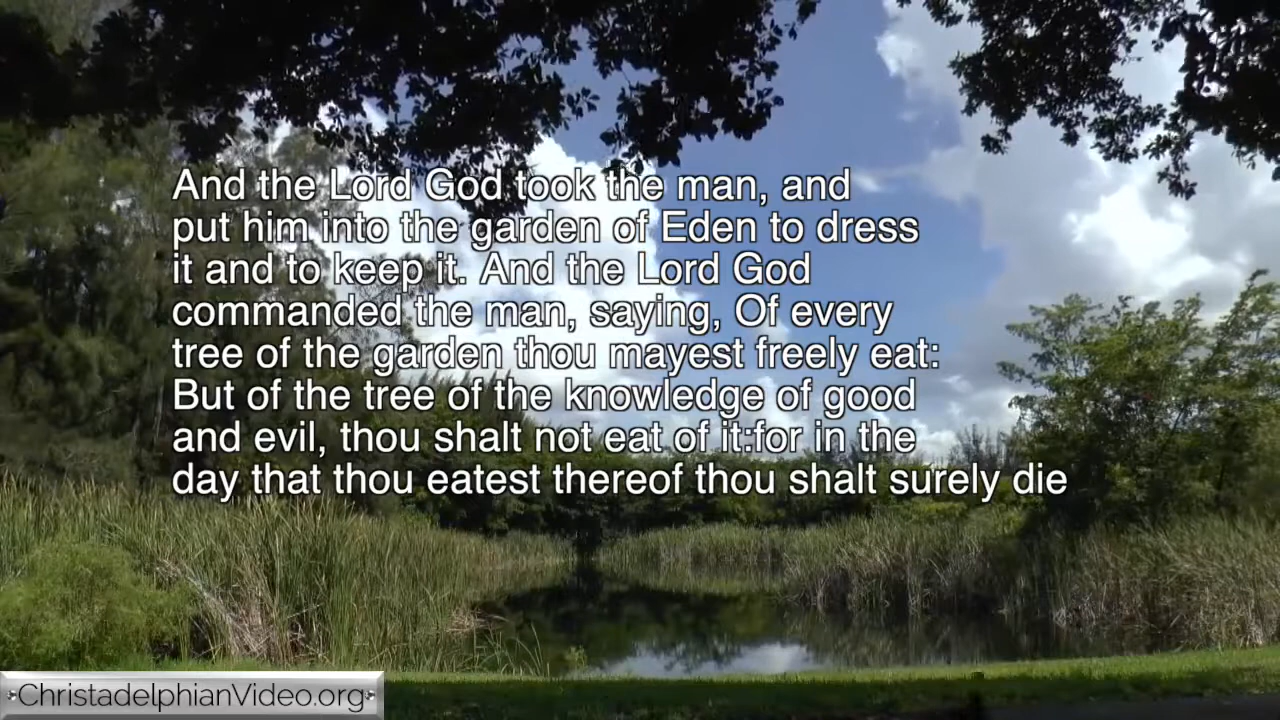 And the Lord God took the man, and
put him into the garden of Eden to dress
it and to keep it. And the Lord God
commanded the man, saying, Of every
tree of the garden thou mayest freely eat:
But of the tree of the knowledge of good
and evil, thou shalt not eat of it:for in the
day that thou eatest thereof thou shalt surely die
ChristadelphianVideo.org